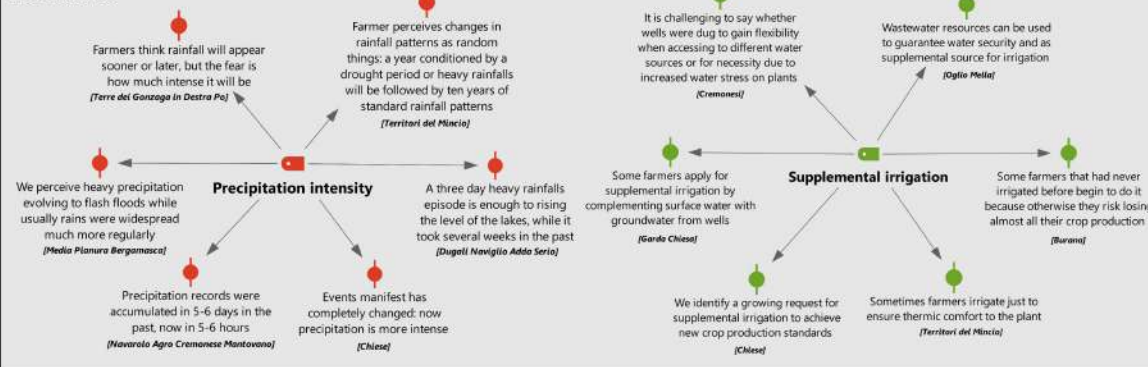 Farmers think rainfall will appear
sooner or later, but the fear is
how much intense it will be
[Terre dei Gonzaga in Destra Po]
Farmer perceives changes in
rainfall patterns as random
things: a year conditioned by a
drought period or heavy rainfalls
will be followed by ten years of
standard rainfall patterns
[Territori del Mincio]
We perceive heavy precipitation
evolving to flash floods while
usually rains were widespread
much more regularly
[Media Pianura Bergamasca]
Precipitation intensity
A three day heavy rainfalls
episode is enough to rising
the level of the lakes, while it
took several weeks in the past
[Dugali Naviglio Adda Serio]
Precipitation records were
accumulated in 5-6 days in the
past, now in 5-6 hours
[Navarolo Agro Cremonese Mantovano]
Events manifest has
completely changed: now
precipitation is more intense
[Chiese]
It is challenging to say whether
wells were dug to gain flexibility
when accessing to different water
sources or for necessity due to
increased water stress on plants
[Cremonesi]
Wastewater resources can be used
to guarantee water security and as
supplemental source for irrigation
[Oglio Mella]
Some farmers apply for
supplemental irrigation by
complementing surface water with
groundwater from wells
[Garda Chiese]
Supplemental irrigation
Some farmers that had never
irrigated before begin to do it
because otherwise they risk losing
almost all their crop production
[Burana]
We identify a growing request for
supplemental irrigation to achieve
new crop production standards
[Chiese]
Sometimes farmers irrigate just to
ensure thermic comfort to the plant
[Territori del Mincio]